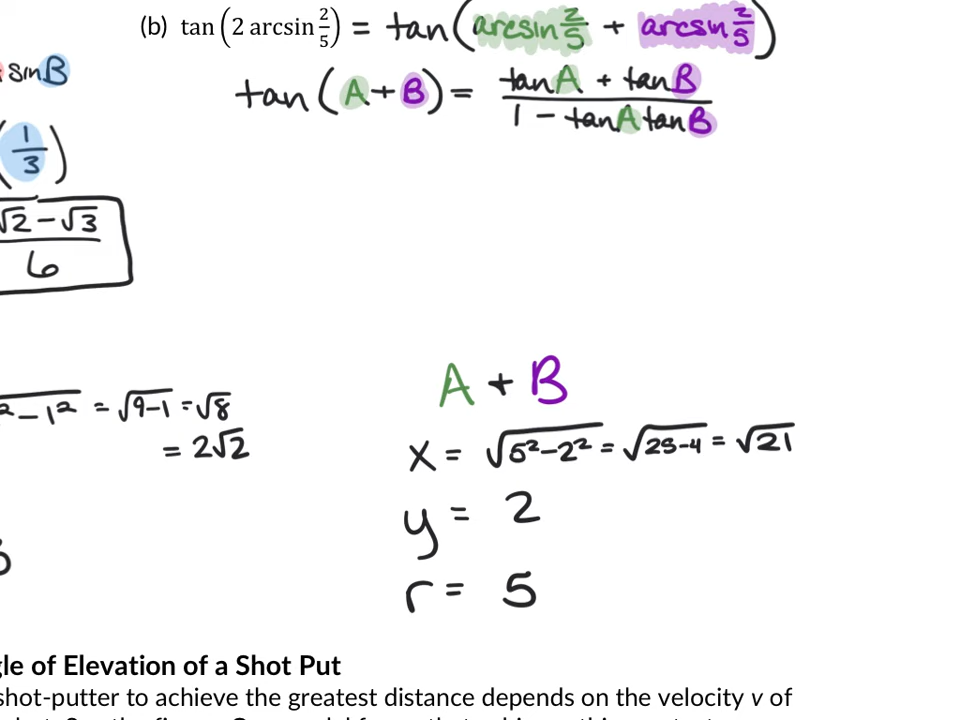 (b) tan(2 arcsin 2/5) = tan(arcsin 2/5 + arcsin 2/5)
sinB
tan(A+B) = (tanA + tanB)/(1 − tanA tanB)
(1/3)
(√2 − √3)/6
A + B
²−1² = √9−1 = √8
= 2√2
x = √5²−2² = √25−4 = √21
y = 2
r = 5
gle of Elevation of a Shot Put
shot-putter to achieve the greatest distance depends on the velocity v of